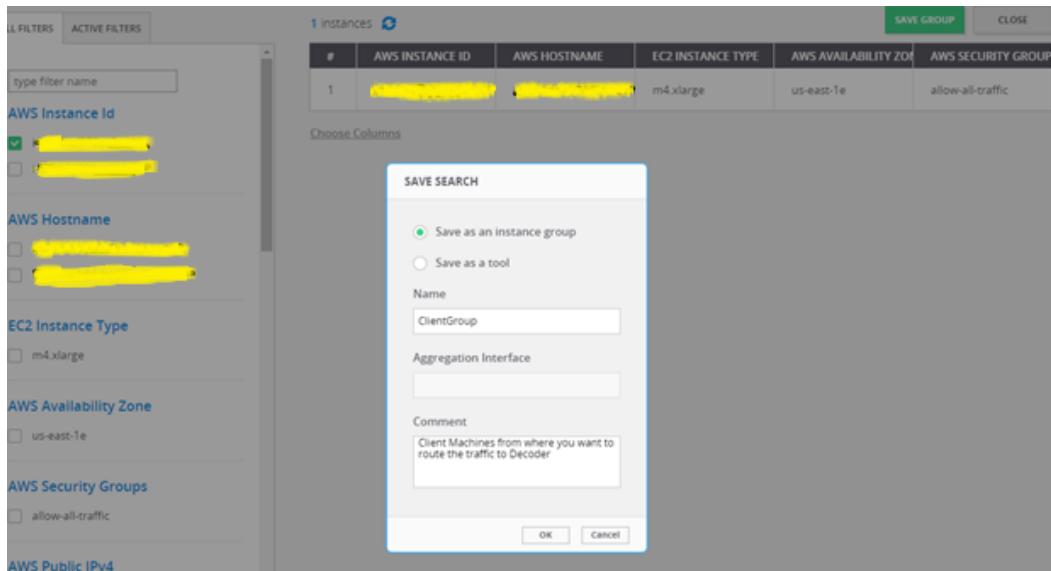 LL FILTERS
ACTIVE FILTERS
type filter name
AWS Instance Id
AWS Hostname
EC2 Instance Type
m4.xlarge
AWS Availability Zone
us-east-1e
AWS Security Groups
allow-all-traffic
AWS Public IPv4
1 instances
SAVE GROUP
CLOSE
# AWS INSTANCE ID AWS HOSTNAME EC2 INSTANCE TYPE AWS AVAILABILITY ZO AWS SECURITY GROUP
1 m4.xlarge us-east-1e allow-all-traffic
Choose Columns
SAVE SEARCH
Save as an instance group
Save as a tool
Name
ClientGroup
Aggregation Interface
Comment
Client Machines from where you want to
route the traffic to Decoder
OK Cancel